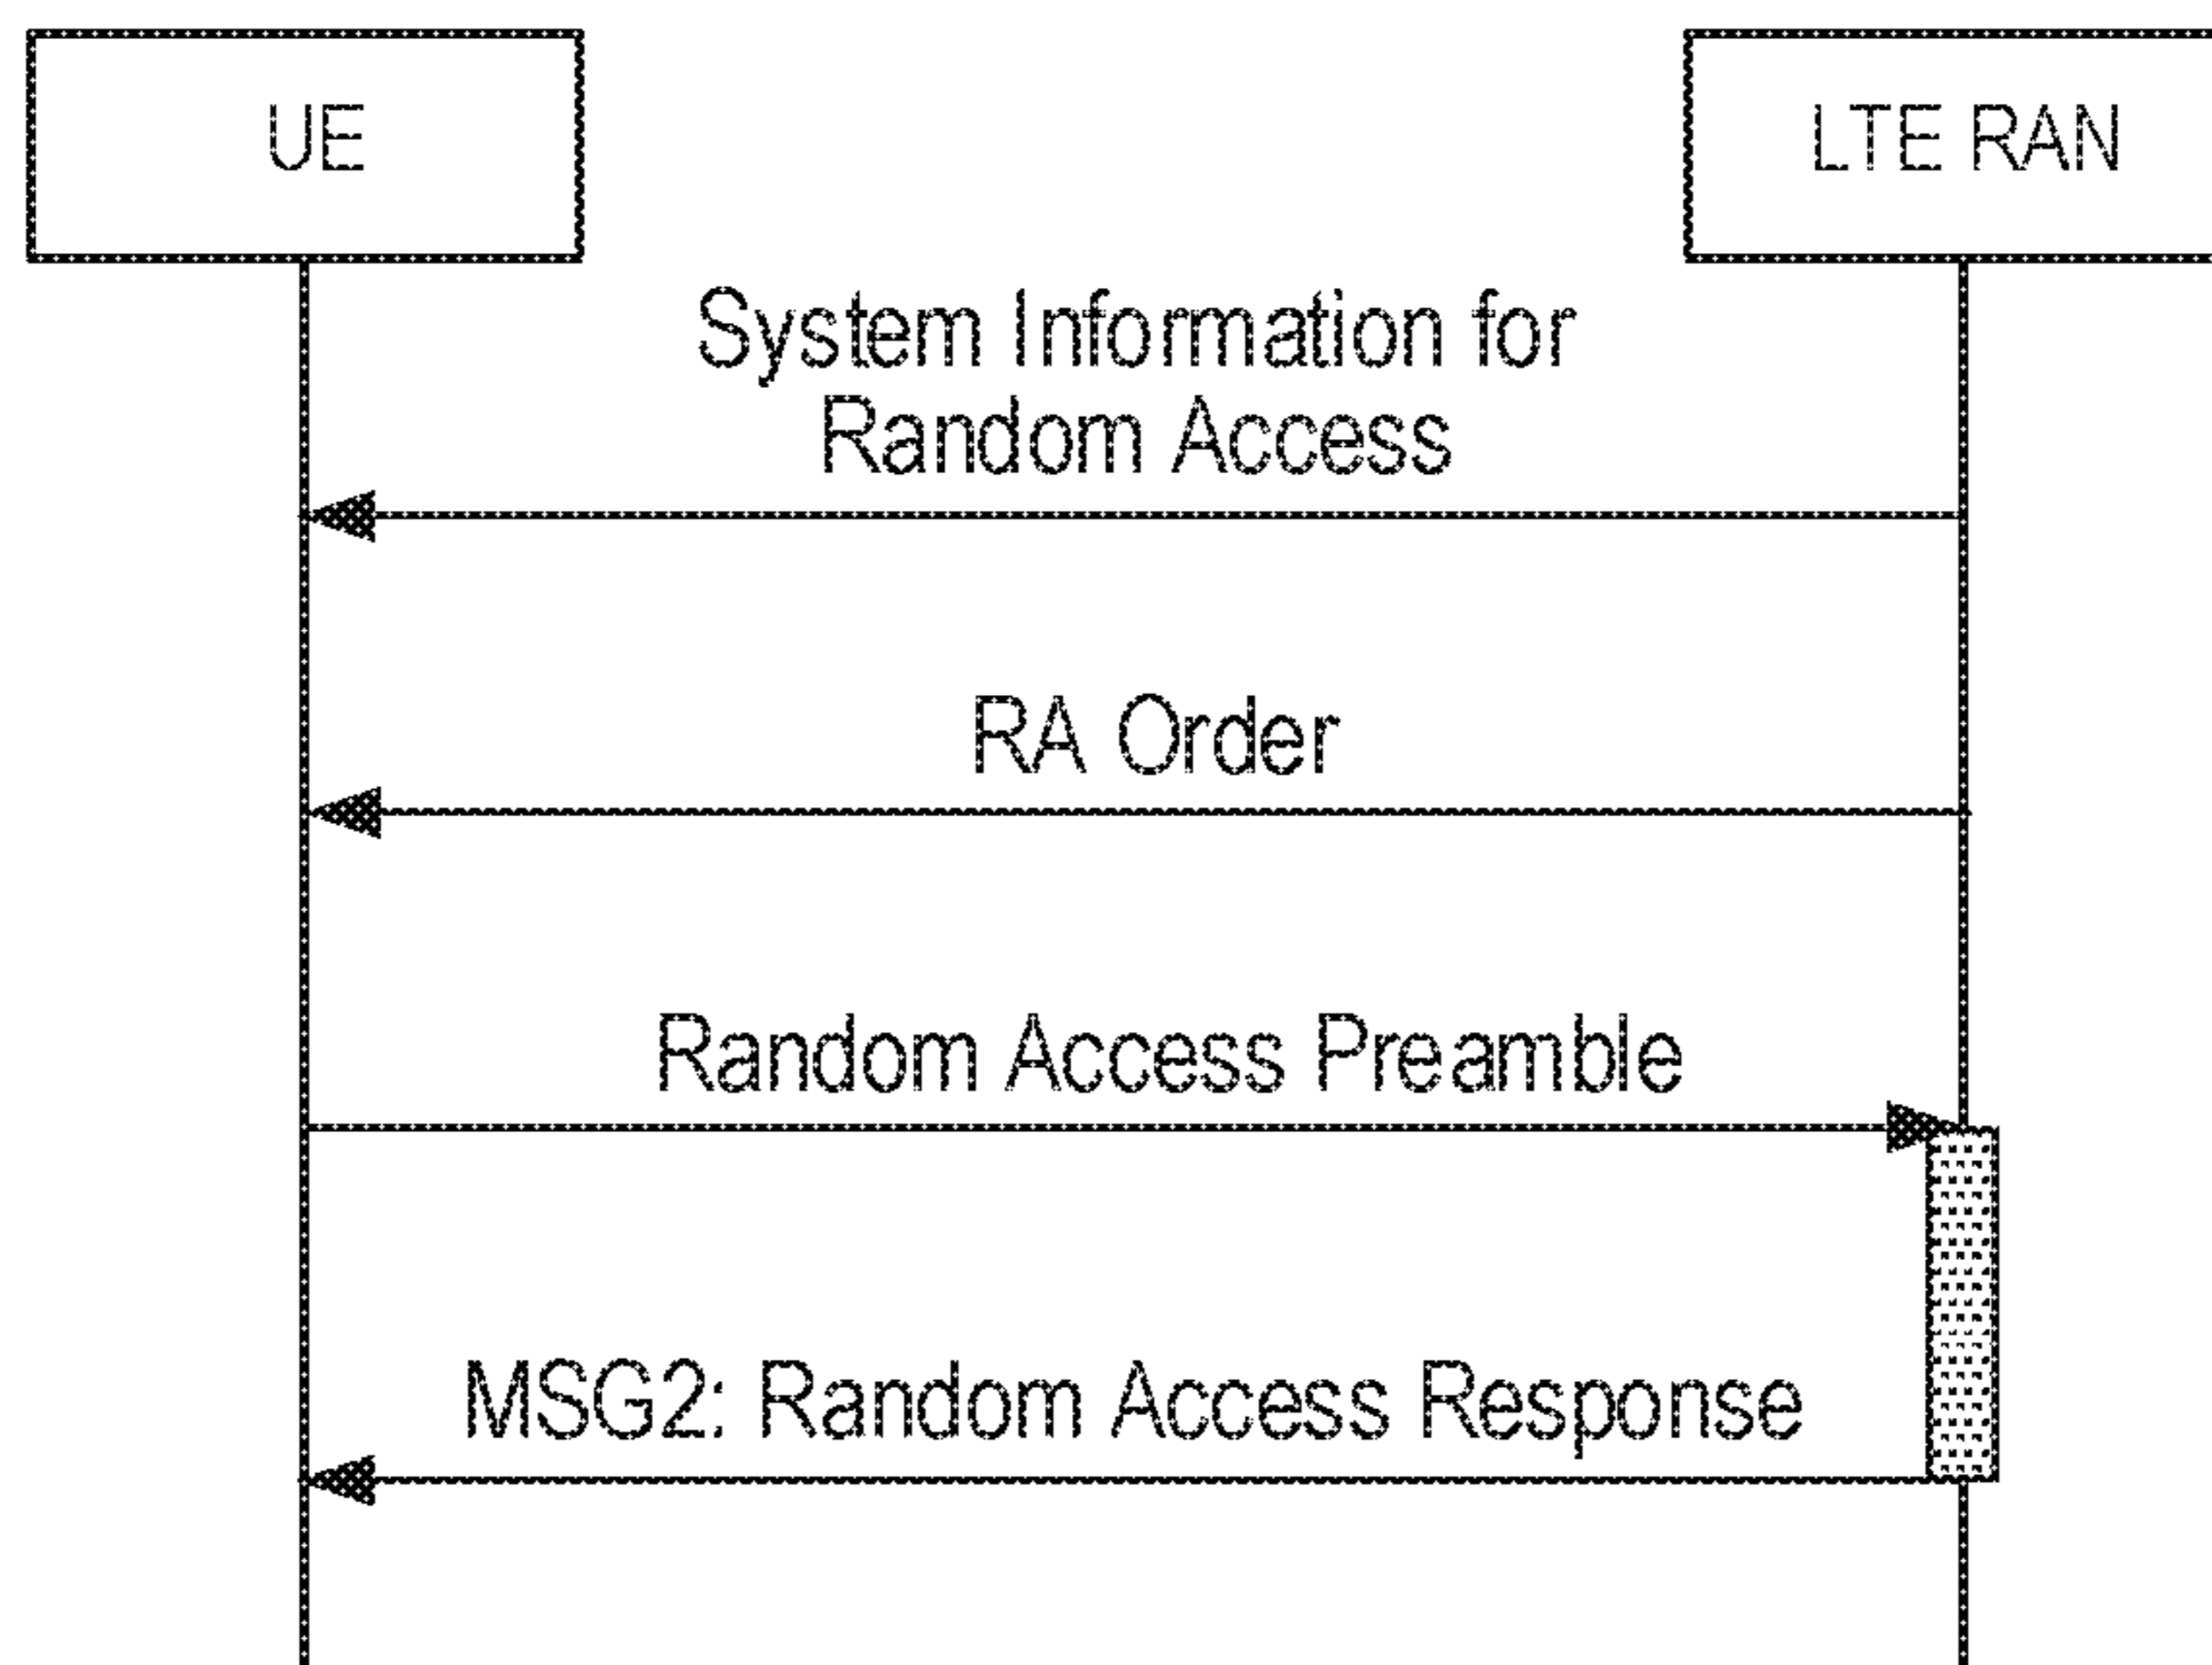 UE
LTE RAN
System Information for
Random Access
RA Order
Random Access Preamble
MSG2: Random Access Response